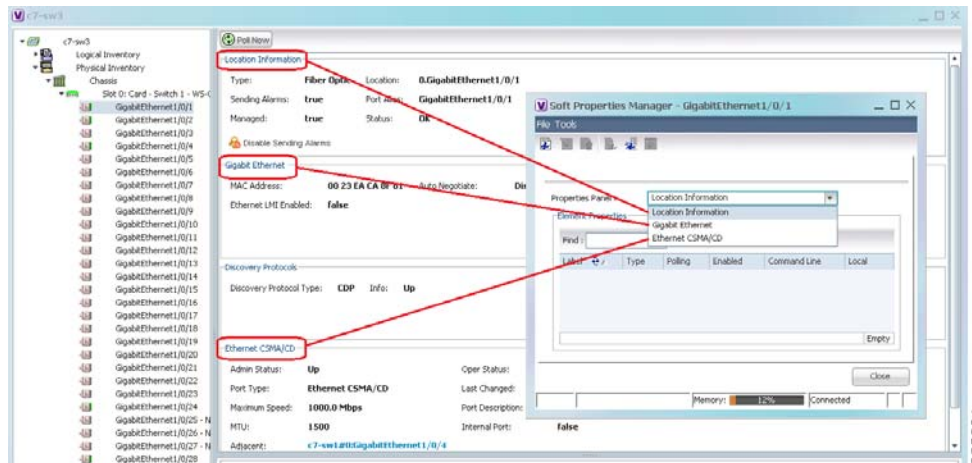 c7-sw3
c7-sw3
Logical Inventory
Physical Inventory
Chassis
Slot 0: Card - Switch 1 - WS-C
GigabitEthernet1/0/1
GigabitEthernet1/0/2
GigabitEthernet1/0/3
GigabitEthernet1/0/4
GigabitEthernet1/0/5
GigabitEthernet1/0/6
GigabitEthernet1/0/7
GigabitEthernet1/0/8
GigabitEthernet1/0/9
GigabitEthernet1/0/10
GigabitEthernet1/0/11
GigabitEthernet1/0/12
GigabitEthernet1/0/13
GigabitEthernet1/0/14
GigabitEthernet1/0/15
GigabitEthernet1/0/16
GigabitEthernet1/0/17
GigabitEthernet1/0/18
GigabitEthernet1/0/19
GigabitEthernet1/0/20
GigabitEthernet1/0/21
GigabitEthernet1/0/22
GigabitEthernet1/0/23
GigabitEthernet1/0/24
GigabitEthernet1/0/25 - N
GigabitEthernet1/0/26 - N
GigabitEthernet1/0/27 - N
GigabitEthernet1/0/28
Poll Now
Location Information
Type: Fiber Optic Location: 0.GigabitEthernet1/0/1
Sending Alarms: true Port Alias: GigabitEthernet1/0/1
Managed: true Status: OK
Disable Sending Alarms
Gigabit Ethernet
MAC Address: 00 23 EA CA 0F 01 Auto Negotiate: Di
Ethernet LMI Enabled: false
Discovery Protocols
Discovery Protocol Type: CDP Info: Up
Ethernet CSMA/CD
Admin Status: Up Oper Status:
Port Type: Ethernet CSMA/CD Last Changed:
Maximum Speed: 1000.0 Mbps Port Description:
MTU: 1500 Internal Port: false
Adjacent: c7-sw1#0:GigabitEthernet1/0/4
Soft Properties Manager - GigabitEthernet1/0/1
File Tools
Properties Panel: Location Information
Location Information
Gigabit Ethernet
Ethernet CSMA/CD
Element Properties
Find :
Label Type Polling Enabled Command Line Local
Empty
Close
Memory: 12% Connected